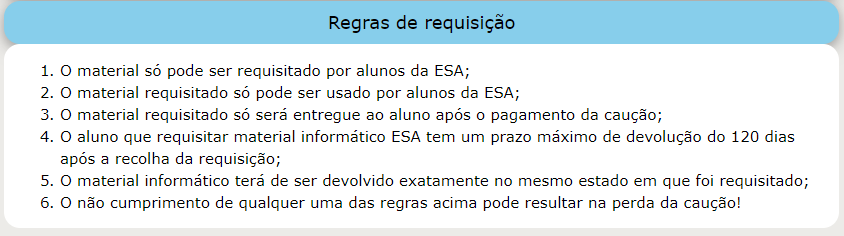 Regras de requisição
1. O material só pode ser requisitado por alunos da ESA;
2. O material requisitado só pode ser usado por alunos da ESA;
3. O material requisitado só será entregue ao aluno após o pagamento da caução;
4. O aluno que requisitar material informático ESA tem um prazo máximo de devolução do 120 dias
após a recolha da requisição;
5. O material informático terá de ser devolvido exatamente no mesmo estado em que foi requisitado;
6. O não cumprimento de qualquer uma das regras acima pode resultar na perda da caução!